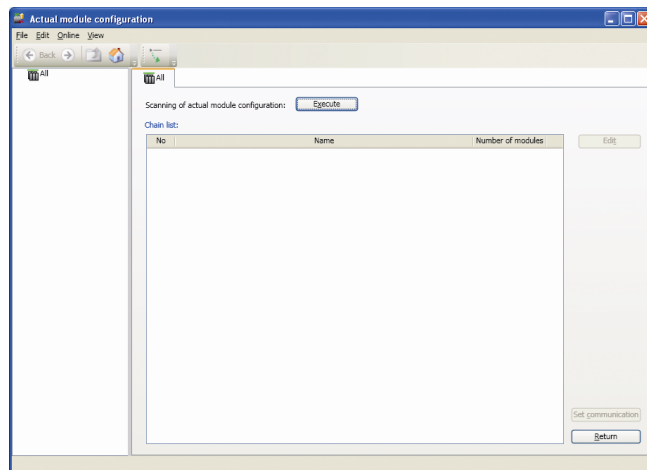 Actual module configuration
File Edit Online View
Back
All
All
Scanning of actual module configuration: Execute
Chain list:
No Name Number of modules
Edit
Set communication
Return